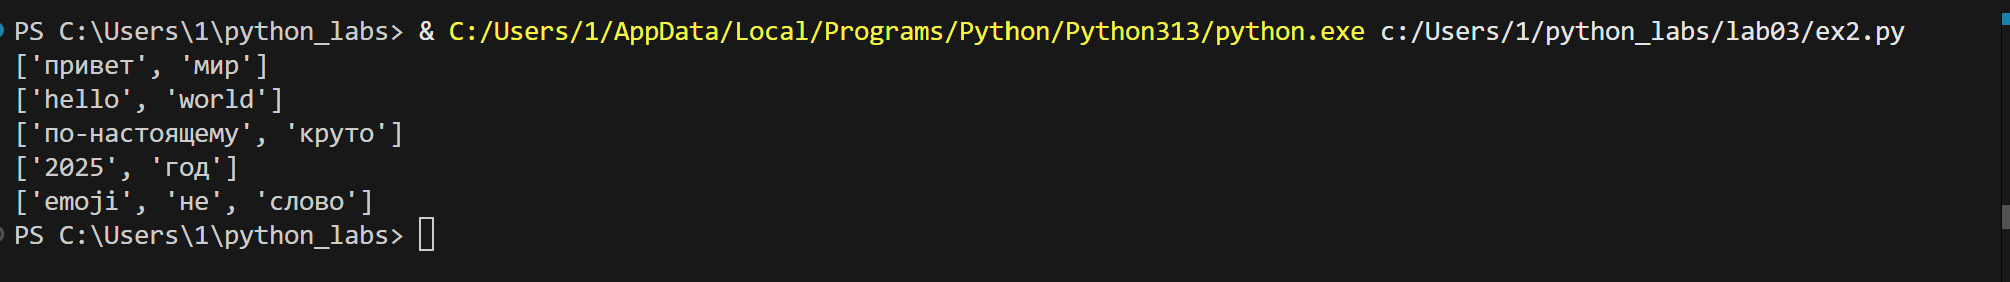 PS C:\Users\1\python_labs> & C:/Users/1/AppData/Local/Programs/Python/Python313/python.exe c:/Users/1/python_labs/lab03/ex2.py
['привет', 'мир']
['hello', 'world']
['по-настоящему', 'круто']
['2025', 'год']
['emoji', 'не', 'слово']
PS C:\Users\1\python_labs>